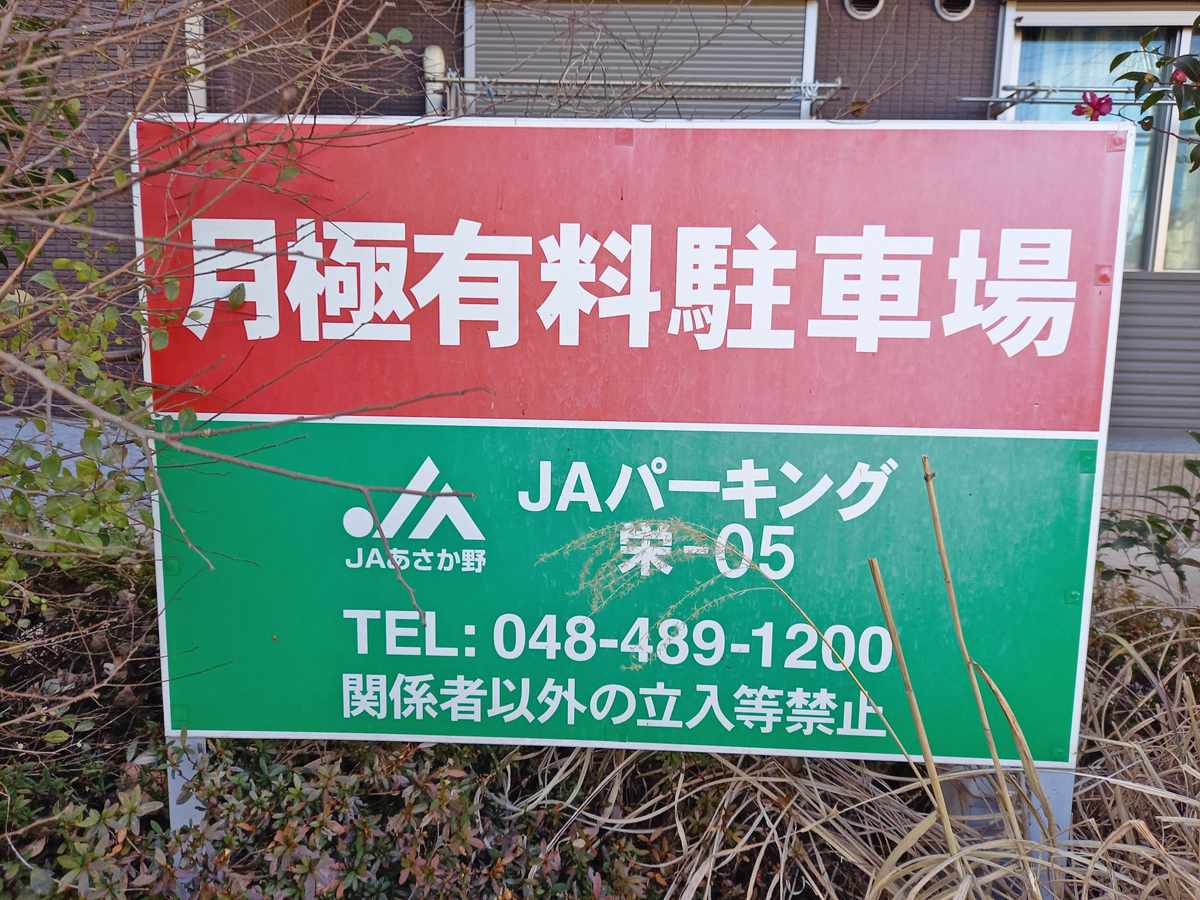 月極有料駐車場
JAパーキング
栄-05
JAあさか野
TEL: 048-489-1200
関係者以外の立入等禁止